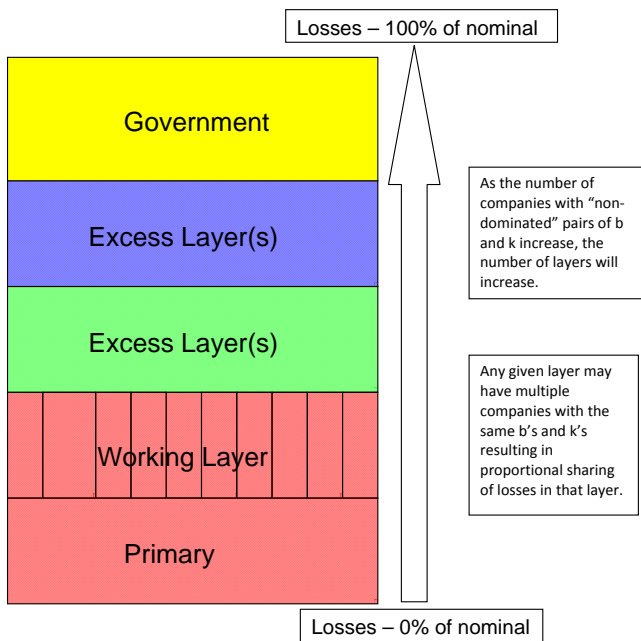 Losses – 100% of nominal
Government
Excess Layer(s)
Excess Layer(s)
Working Layer
Primary
As the number of
companies with “non-
dominated” pairs of b
and k increase, the
number of layers will
increase.
Any given layer may
have multiple
companies with the
same b’s and k’s
resulting in
proportional sharing
of losses in that layer.
Losses – 0% of nominal